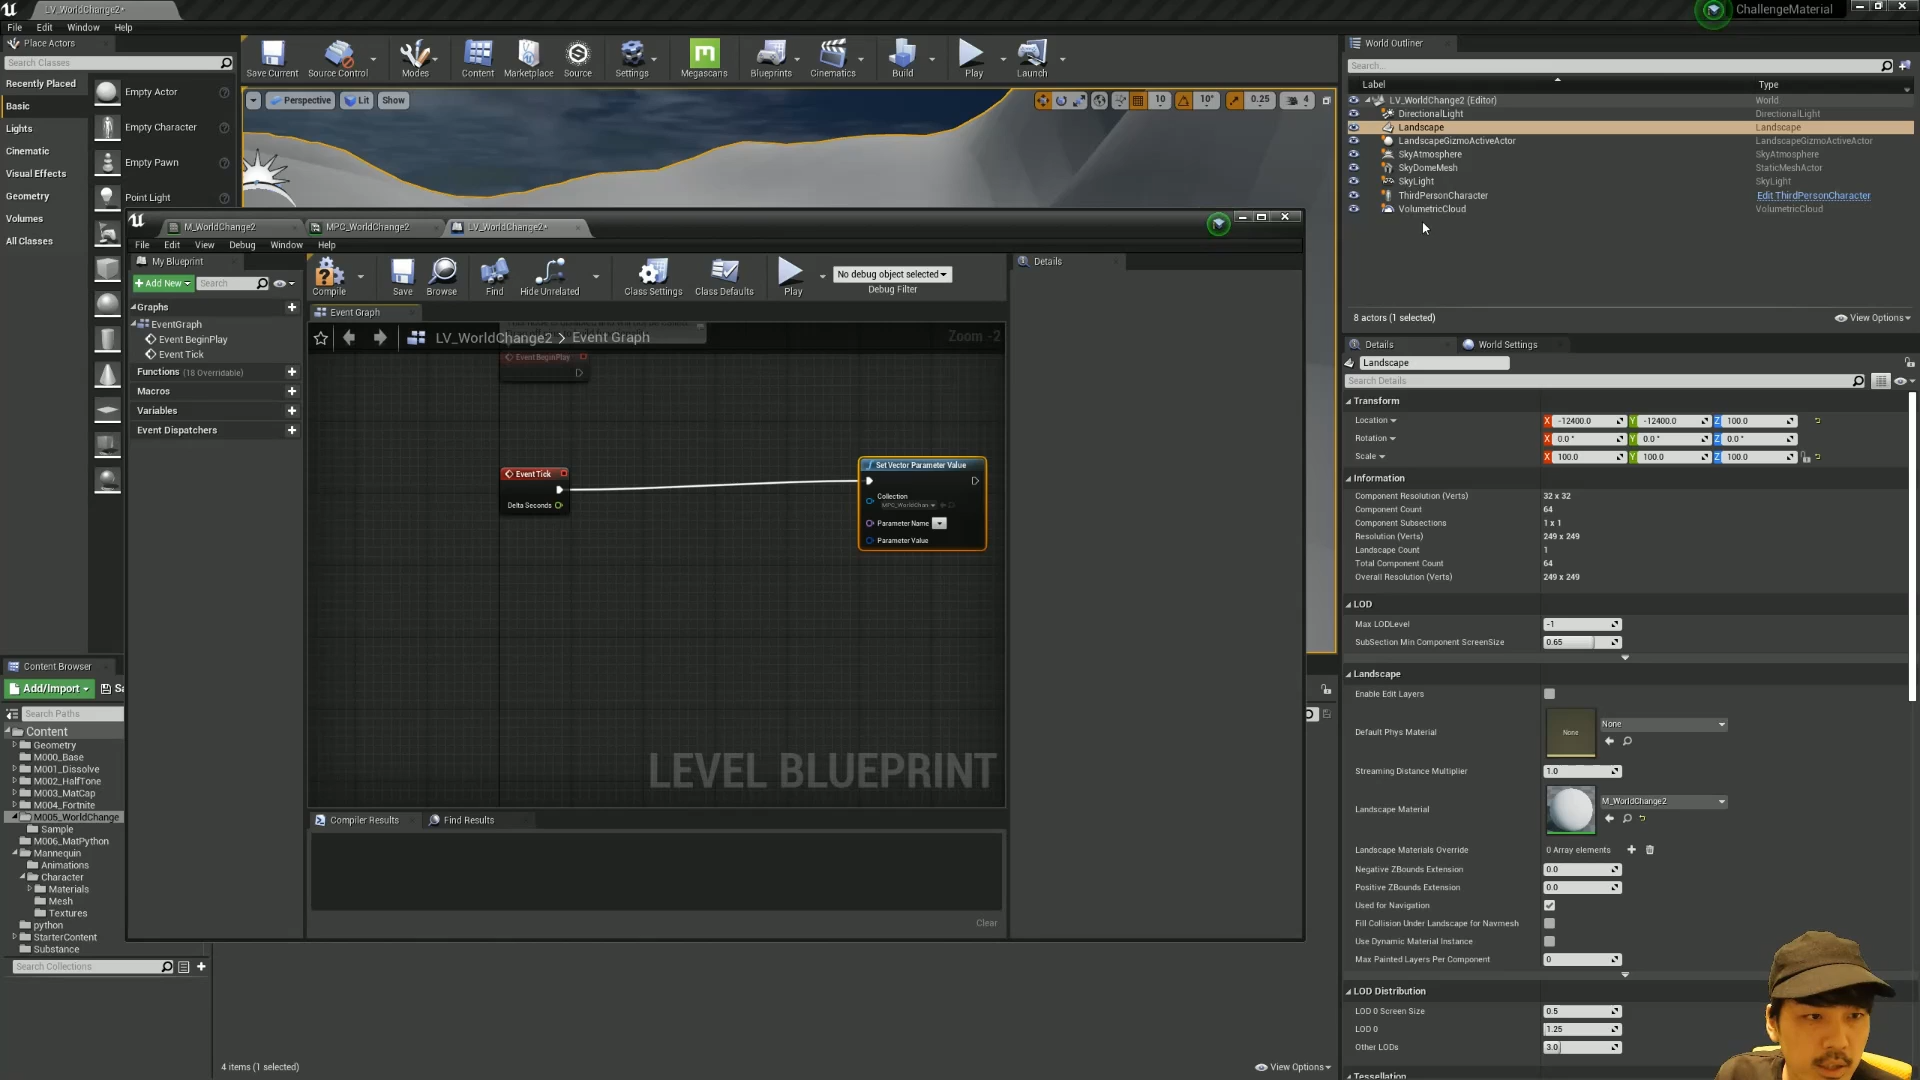 LV_WorldChange2*
ChallengeMaterial
File Edit Window Help
Place Actors
Search Classes
Recently Placed
Basic
Lights
Cinematic
Visual Effects
Geometry
Volumes
All Classes
Empty Actor
Empty Character
Empty Pawn
Point Light
Save Current
Source Control
Modes
Content
Marketplace
Source
Settings
Megascans
Blueprints
Cinematics
Build
Play
Launch
Perspective
Lit
Show
10
10°
0.25
4
World Outliner
Search...
Label
Type
LV_WorldChange2 (Editor) World
DirectionalLight DirectionalLight
Landscape Landscape
LandscapeGizmoActiveActor LandscapeGizmoActiveActor
SkyAtmosphere SkyAtmosphere
SkyDomeMesh StaticMeshActor
SkyLight SkyLight
ThirdPersonCharacter Edit ThirdPersonCharacter
VolumetricCloud VolumetricCloud
8 actors (1 selected)
View Options
M_WorldChange2
MPC_WorldChange2
LV_WorldChange2*
File Edit View Debug Window Help
My Blueprint
Add New
Search
Graphs
EventGraph
Event BeginPlay
Event Tick
Functions (18 Overridable)
Macros
Variables
Event Dispatchers
Compile
Save
Browse
Find
Hide Unrelated
Class Settings
Class Defaults
Play
No debug object selected
Debug Filter
Event Graph
LV_WorldChange2 > Event Graph
Zoom -2
Event BeginPlay
Event Tick
Delta Seconds
Set Vector Parameter Value
Collection
MPC_WorldChan
Parameter Name
Parameter Value
LEVEL BLUEPRINT
Compiler Results
Find Results
Clear
Details
Details
World Settings
Landscape
Search Details
Transform
Location X -12400.0 Y -12400.0 Z 100.0
Rotation X 0.0 ° Y 0.0 ° Z 0.0 °
Scale X 100.0 Y 100.0 Z 100.0
Information
Component Resolution (Verts) 32 x 32
Component Count 64
Component Subsections 1 x 1
Resolution (Verts) 249 x 249
Landscape Count 1
Total Component Count 64
Overall Resolution (Verts) 249 x 249
LOD
Max LODLevel -1
SubSection Min Component ScreenSize 0.65
Landscape
Enable Edit Layers
Default Phys Material None None
Streaming Distance Multiplier 1.0
Landscape Material M_WorldChange2
Landscape Materials Override 0 Array elements
Negative ZBounds Extension 0.0
Positive ZBounds Extension 0.0
Used for Navigation
Fill Collision Under Landscape for Navmesh
Use Dynamic Material Instance
Max Painted Layers Per Component 0
LOD Distribution
LOD 0 Screen Size 0.5
LOD 0 1.25
Other LODs 3.0
Tessellation
Content Browser
Add/Import
Sa
Search Paths
Content
Geometry
M000_Base
M001_Dissolve
M002_HalfTone
M003_MatCap
M004_Fortnite
M005_WorldChange
Sample
M006_MatPython
Mannequin
Animations
Character
Materials
Mesh
Textures
python
StarterContent
Substance
Search Collections
4 items (1 selected)
View Options